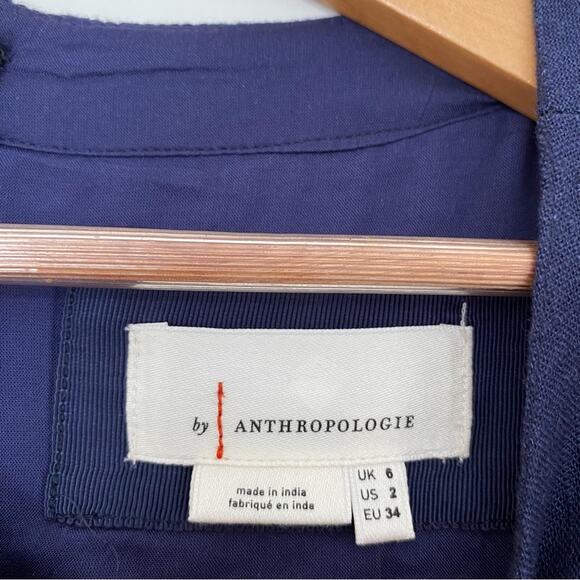 by ANTHROPOLOGIE
made in india
fabriqué en inde
UK 6
US 2
EU 34